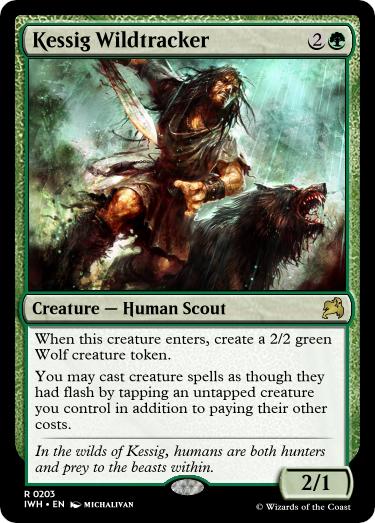 Kessig Wildtracker 2
Creature — Human Scout
When this creature enters, create a 2/2 green
Wolf creature token.
You may cast creature spells as though they
had flash by tapping an untapped creature
you control in addition to paying their other
costs.
In the wilds of Kessig, humans are both hunters
and prey to the beasts within.
2/1
R 0203
IWH • EN MICHALIVAN
© Wizards of the Coast